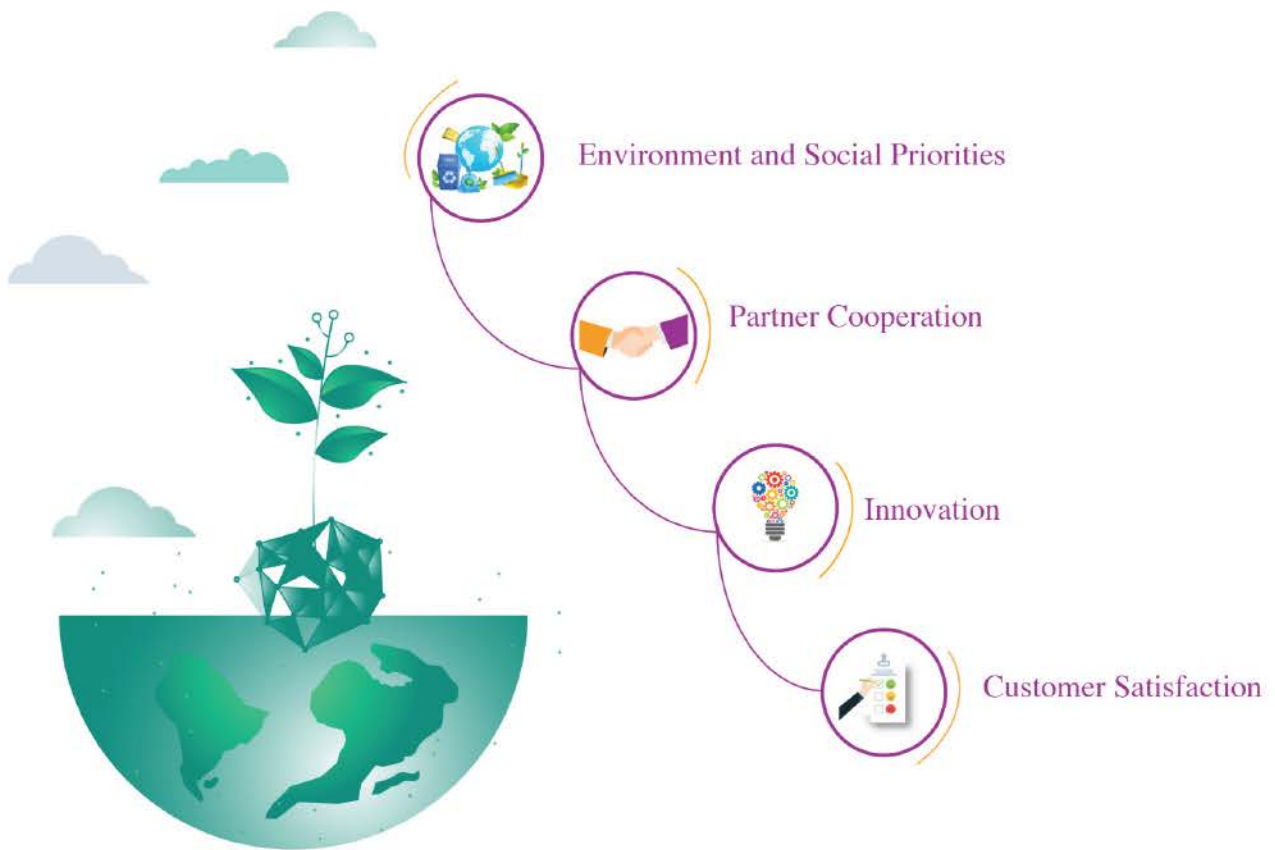 Environment and Social Priorities
Partner Cooperation
Innovation
Customer Satisfaction